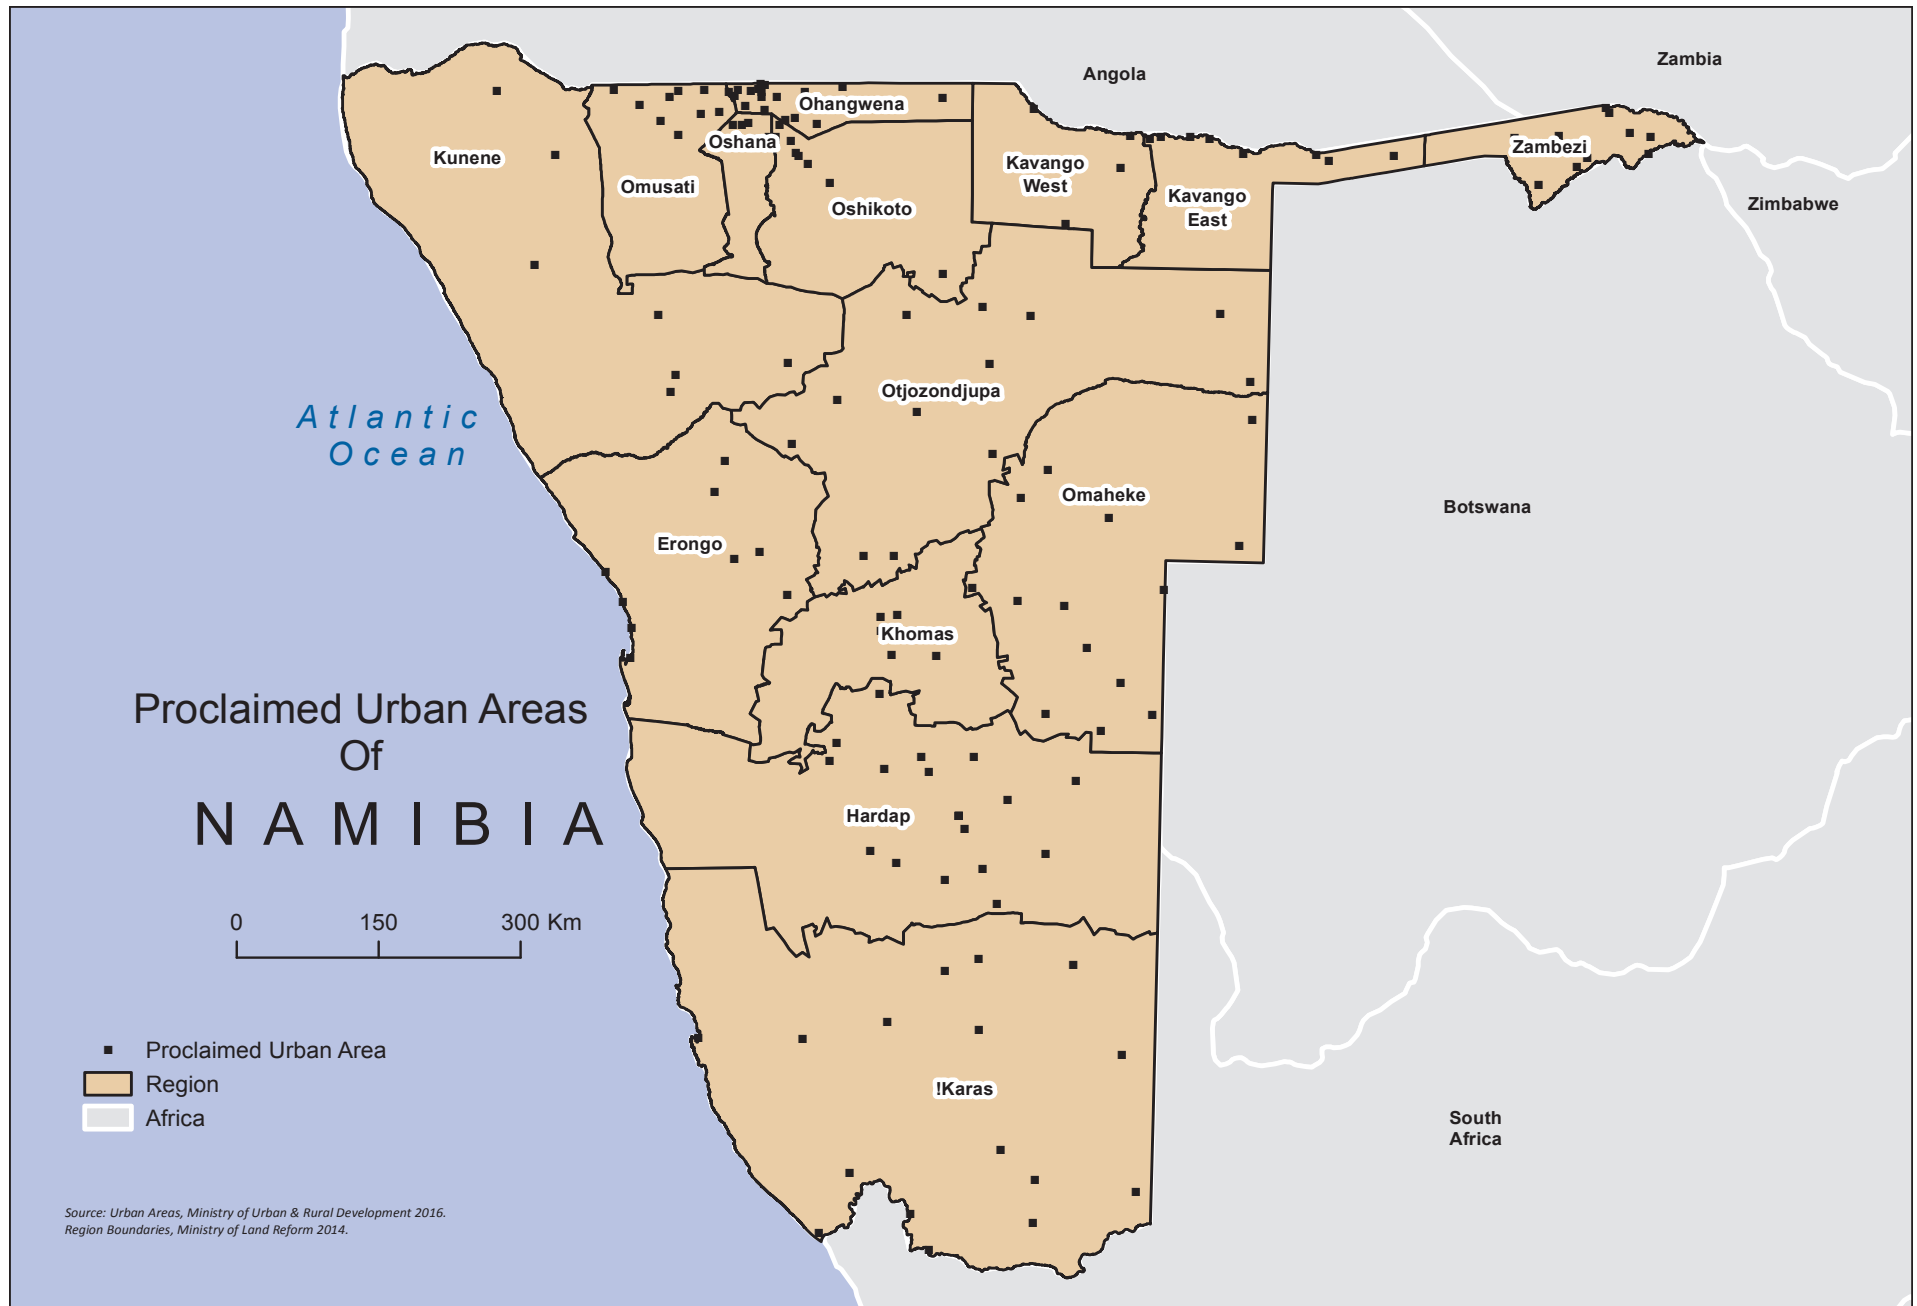 Angola
Zambia
Ohangwena
Oshana
Kunene
Omusati
Oshikoto
Kavango
West
Kavango
East
Zambezi
Zimbabwe
Otjozondjupa
Atlantic
Ocean
Omaheke
Botswana
Erongo
Khomas
Proclaimed Urban Areas
Of
NAMIBIA
Hardap
0 150 300 Km
Proclaimed Urban Area
Region
Africa
!Karas
South
Africa
Source: Urban Areas, Ministry of Urban & Rural Development 2016.
Region Boundaries, Ministry of Land Reform 2014.